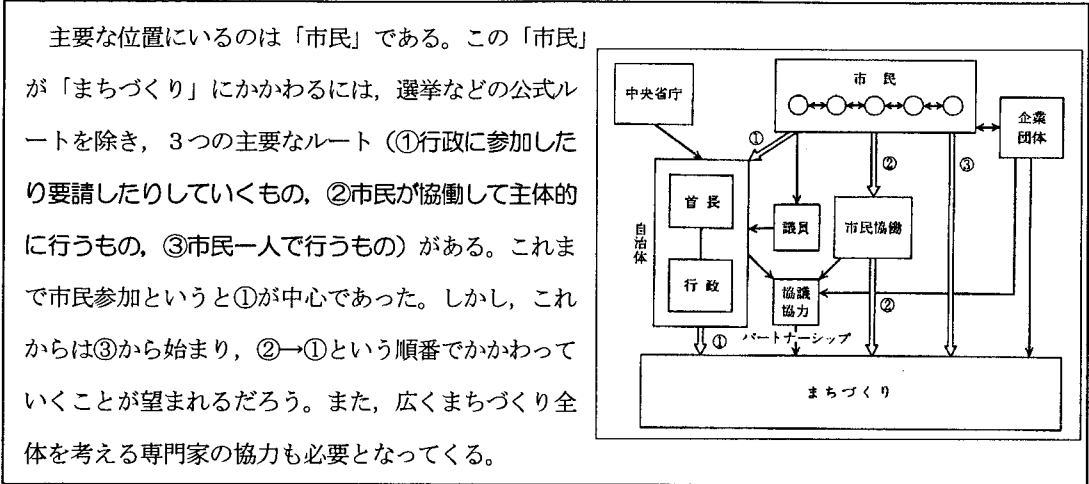 主要な位置にいるのは「市民」である。この「市民」
が「まちづくり」にかかわるには，選挙などの公式ル
ートを除き，３つの主要なルート（①行政に参加した
り要請したりしていくもの，②市民が協働して主体的
に行うもの，③市民一人で行うもの）がある。これま
で市民参加というと①が中心であった。しかし，これ
からは③から始まり，②→①という順番でかかわって
いくことが望まれるだろう。また，広くまちづくり全
体を考える専門家の協力も必要となってくる。
市民
中央省庁
企業
団体
①
②
③
首長
議員
市民協働
自治体
行政
協議
協力
②
①
パートナーシップ
まちづくり